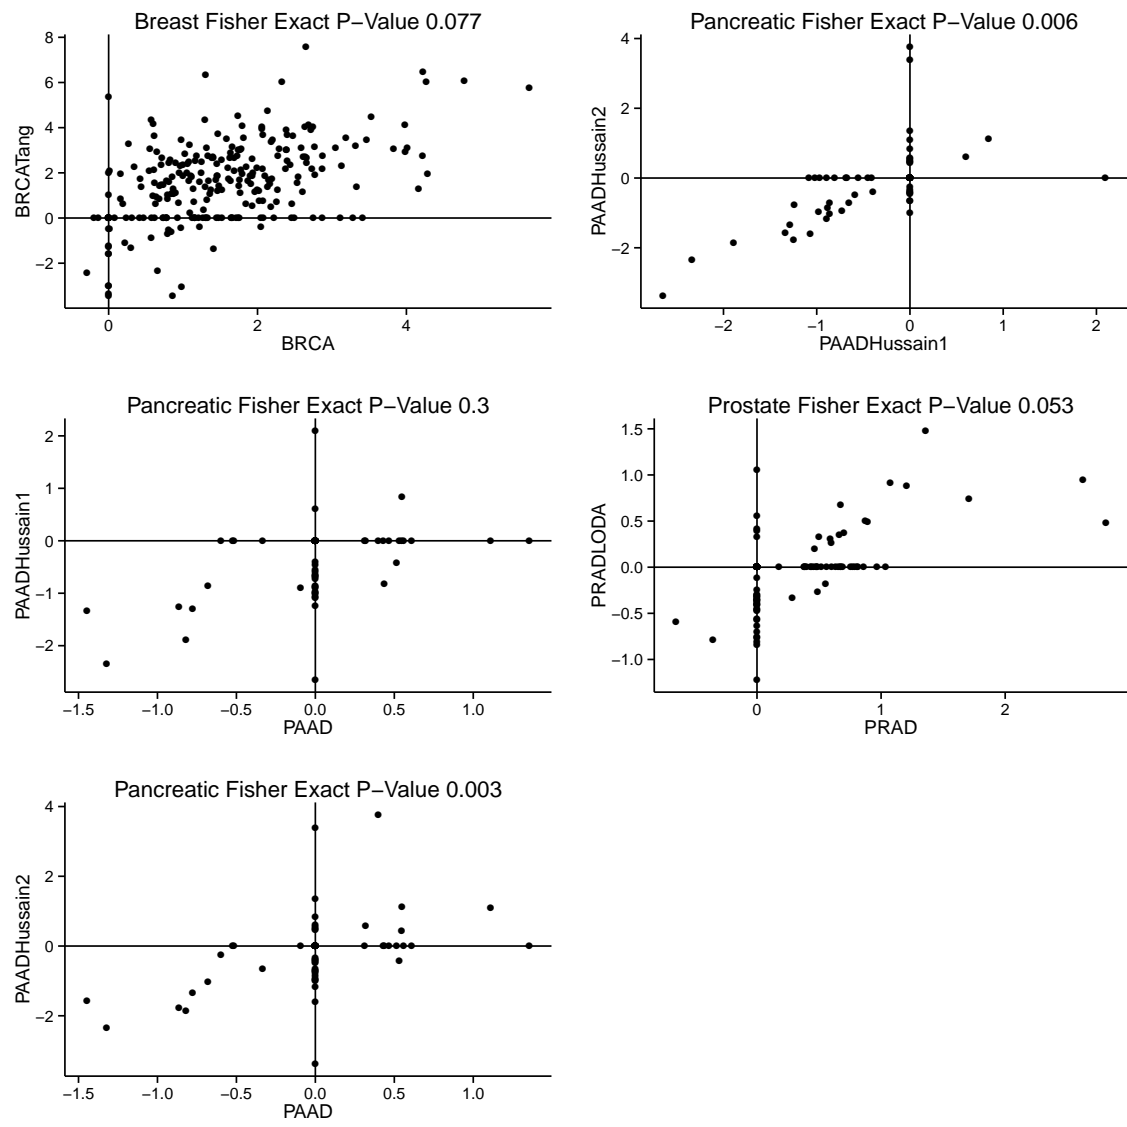 Breast Fisher Exact P−Value 0.077
8
6
4
2
0
−2
BRCATang
0 2 4
BRCA
Pancreatic Fisher Exact P−Value 0.006
4
2
0
−2
PAADHussain2
−2 −1 0 1 2
PAADHussain1
Pancreatic Fisher Exact P−Value 0.3
2
1
0
−1
−2
PAADHussain1
−1.5 −1.0 −0.5 0.0 0.5 1.0
PAAD
Prostate Fisher Exact P−Value 0.053
1.5
1.0
0.5
0.0
−0.5
−1.0
PRADLODA
0 1 2
PRAD
Pancreatic Fisher Exact P−Value 0.003
4
2
0
−2
PAADHussain2
−1.5 −1.0 −0.5 0.0 0.5 1.0
PAAD